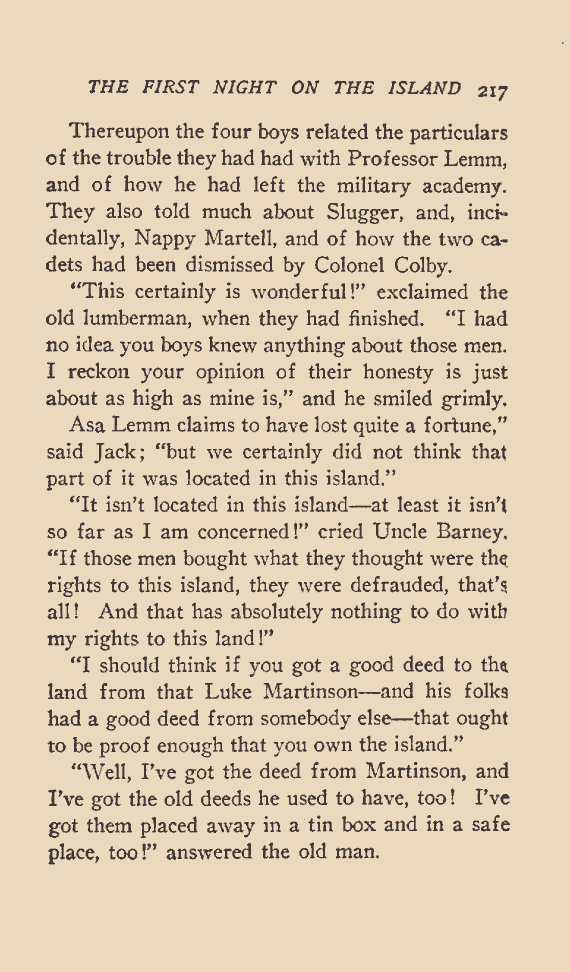 THE FIRST NIGHT ON THE ISLAND 217
Thereupon the four boys related the particulars
of the trouble they had had with Professor Lemm,
and of how he had left the military academy.
They also told much about Slugger, and, inci-
dentally, Nappy Martell, and of how the two ca-
dets had been dismissed by Colonel Colby.
“This certainly is wonderful!” exclaimed the
old lumberman, when they had finished. “I had
no idea you boys knew anything about those men.
I reckon your opinion of their honesty is just
about as high as mine is,” and he smiled grimly.
Asa Lemm claims to have lost quite a fortune,”
said Jack; “but we certainly did not think that
part of it was located in this island.”
“It isn’t located in this island—at least it isn’t
so far as I am concerned!” cried Uncle Barney.
“If those men bought what they thought were the
rights to this island, they were defrauded, that’s
all! And that has absolutely nothing to do with
my rights to this land!”
“I should think if you got a good deed to the
land from that Luke Martinson—and his folks
had a good deed from somebody else—that ought
to be proof enough that you own the island.”
“Well, I’ve got the deed from Martinson, and
I’ve got the old deeds he used to have, too! I’ve
got them placed away in a tin box and in a safe
place, too!” answered the old man.